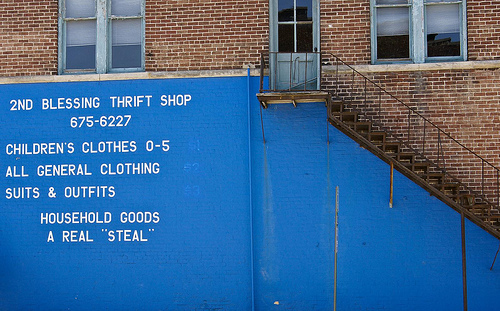 2ND BLESSING THRIFT SHOP
675-6227
CHILDREN'S CLOTHES 0-5
ALL GENERAL CLOTHING
SUITS & OUTFITS
HOUSEHOLD GOODS
A REAL "STEAL"